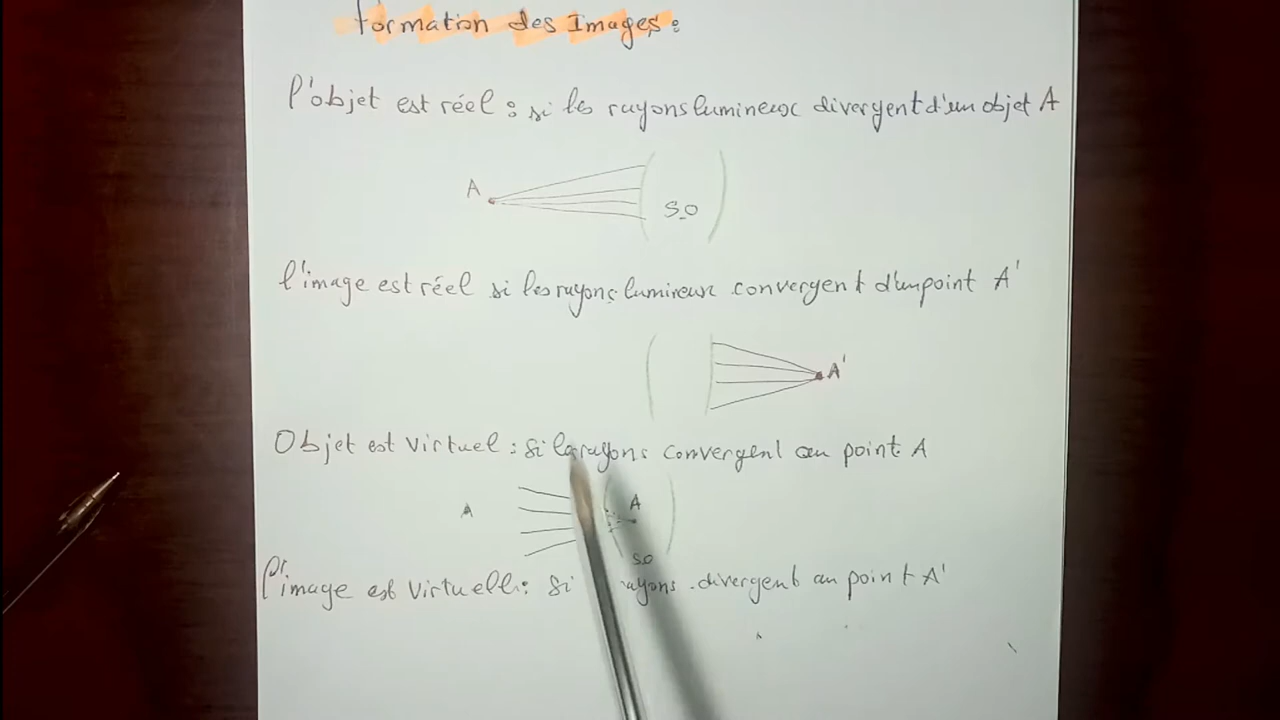 formation des Images :
l'objet est réel : si les rayons lumineux divergent d'un objet A
A
S.O
l'image est réel si les rayons lumineux convergent d'un point A'
A'
Objet est virtuel : si les rayons convergent au point A
A
A
S.O
l'image est virtuelle : si rayons divergent au point A'